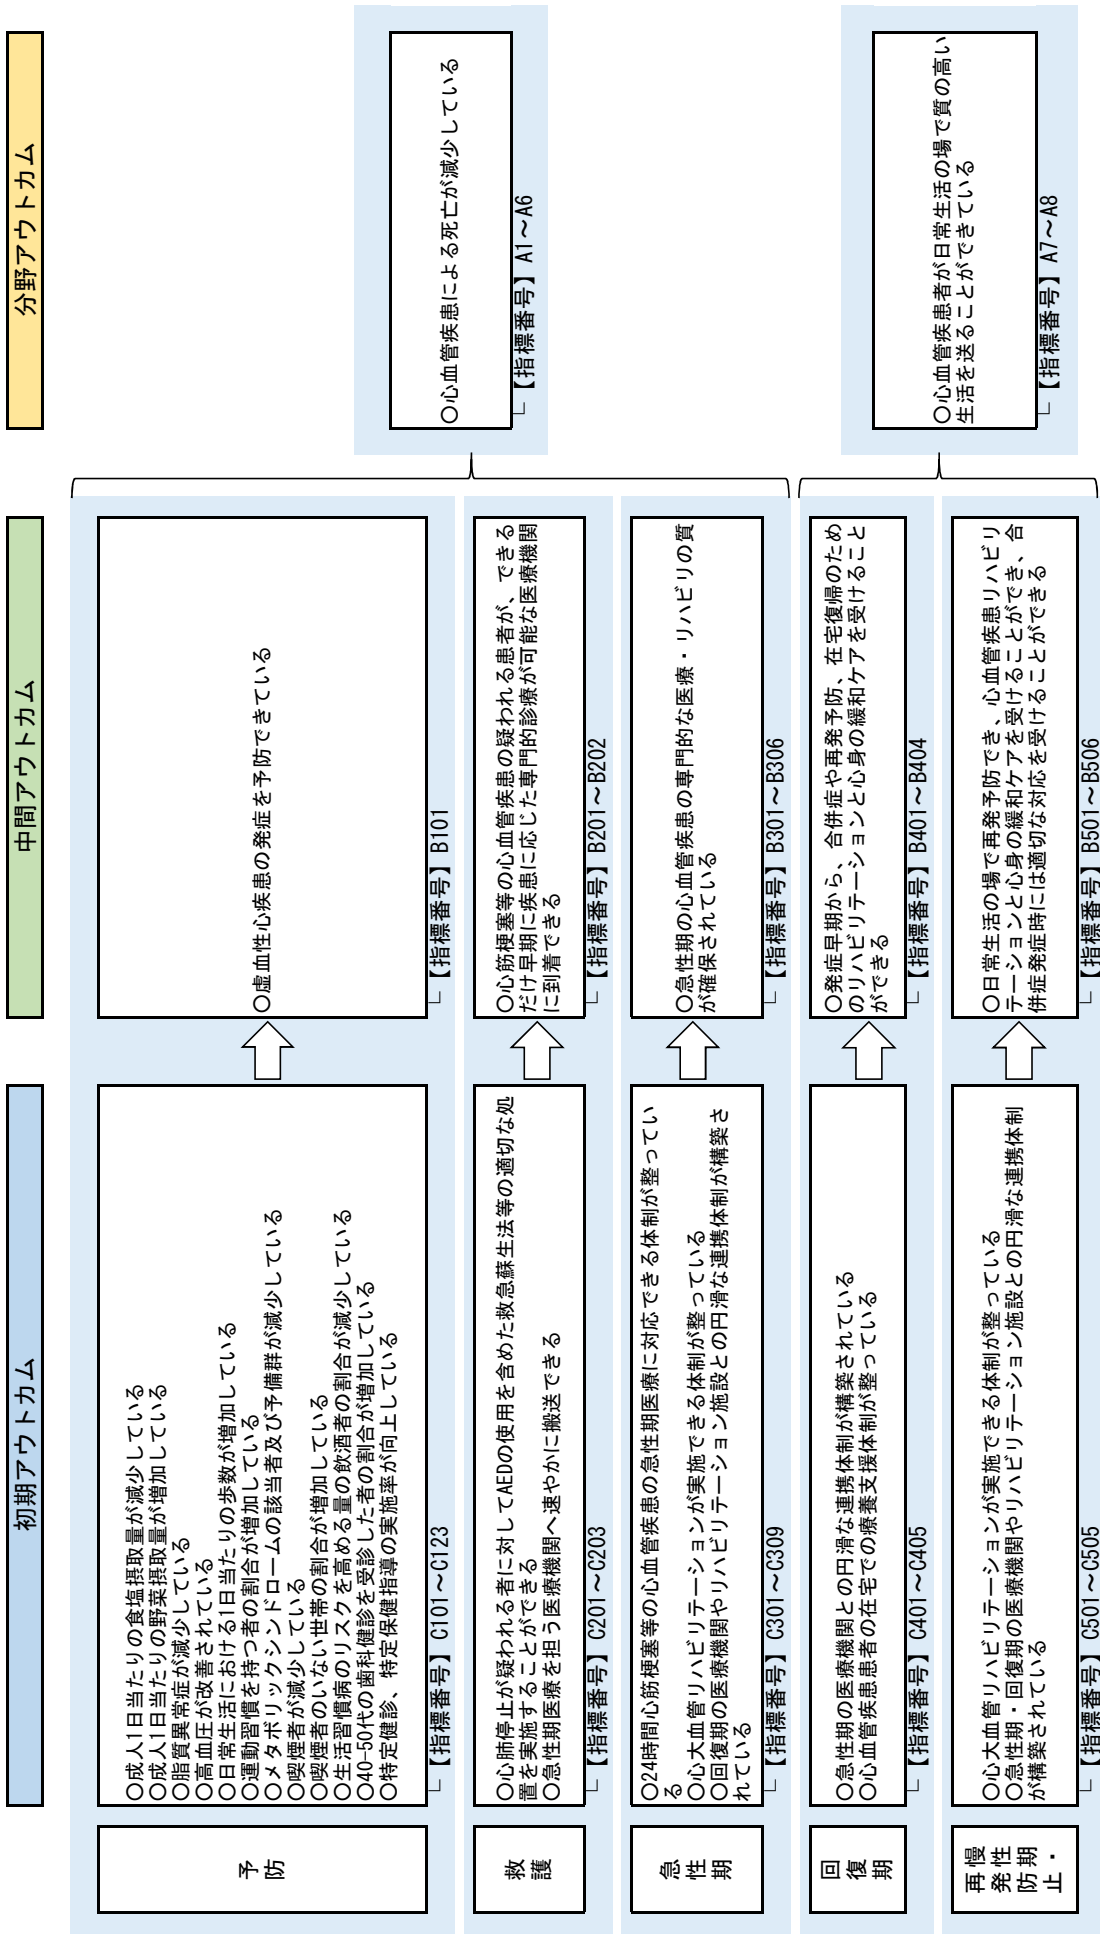 初期アウトカム
中間アウトカム
分野アウトカム
予
防
○成人1日当たりの食塩摂取量が減少している
○成人1日当たりの野菜摂取量が増加している
○脂質異常症が減少している
○高血圧が改善されている
○日常生活における1日当たりの歩数が増加している
○運動習慣を持つ者の割合が増加している
○メタボリックシンドロームの該当者及び予備群が減少している
○喫煙者が減少している
○喫煙者のいない世帯の割合が増加している
○生活習慣病のリスクを高める量の飲酒者の割合が減少している
○40-50代の歯科健診を受診した者の割合が増加している
○特定健診、特定保健指導の実施率が向上している
└【指標番号】C101～C123
○虚血性心疾患の発症を予防できている
└【指標番号】B101
救
護
○心肺停止が疑われる者に対してAEDの使用を含めた救急蘇生法等の適切な処
置を実施することができる
○急性期医療を担う医療機関へ速やかに搬送できる
└【指標番号】C201～C203
○心筋梗塞等の心血管疾患の疑われる患者が、できる
だけ早期に疾患に応じた専門的診療が可能な医療機関
に到着できる
└【指標番号】B201～B202
急
性
期
○24時間心筋梗塞等の心血管疾患の急性期医療に対応できる体制が整ってい
る
○心大血管リハビリテーションが実施できる体制が整っている
○回復期の医療機関やリハビリテーション施設との円滑な連携体制が構築さ
れている
└【指標番号】C301～C309
○急性期の心血管疾患の専門的な医療・リハビリの質
が確保されている
└【指標番号】B301～B306
○心血管疾患による死亡が減少している
└【指標番号】A1～A6
回
復
期
○急性期の医療機関との円滑な連携体制が構築されている
○心血管疾患患者の在宅での療養支援体制が整っている
└【指標番号】C401～C405
○発症早期から、合併症や再発予防、在宅復帰のため
のリハビリテーションと心身の緩和ケアを受けること
ができる
└【指標番号】B401～B404
再慢
発性
防期
止・
○心大血管リハビリテーションが実施できる体制が整っている
○急性期・回復期の医療機関やリハビリテーション施設との円滑な連携体制
が構築されている
└【指標番号】C501～C505
○日常生活の場で再発予防でき、心血管疾患リハビリ
テーションと心身の緩和ケアを受けることができ、合
併症発症時には適切な対応を受けることができる
└【指標番号】B501～B506
○心血管疾患者が日常生活の場で質の高い
生活を送ることができている
└【指標番号】A7～A8